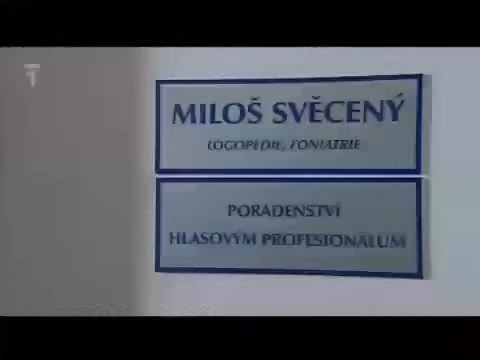 MILOŠ SVĚCENÝ
LOGOPEDIE, FONIATRIE
PORADENSTVÍ
HLASOVÝM PROFESIONÁLŮM